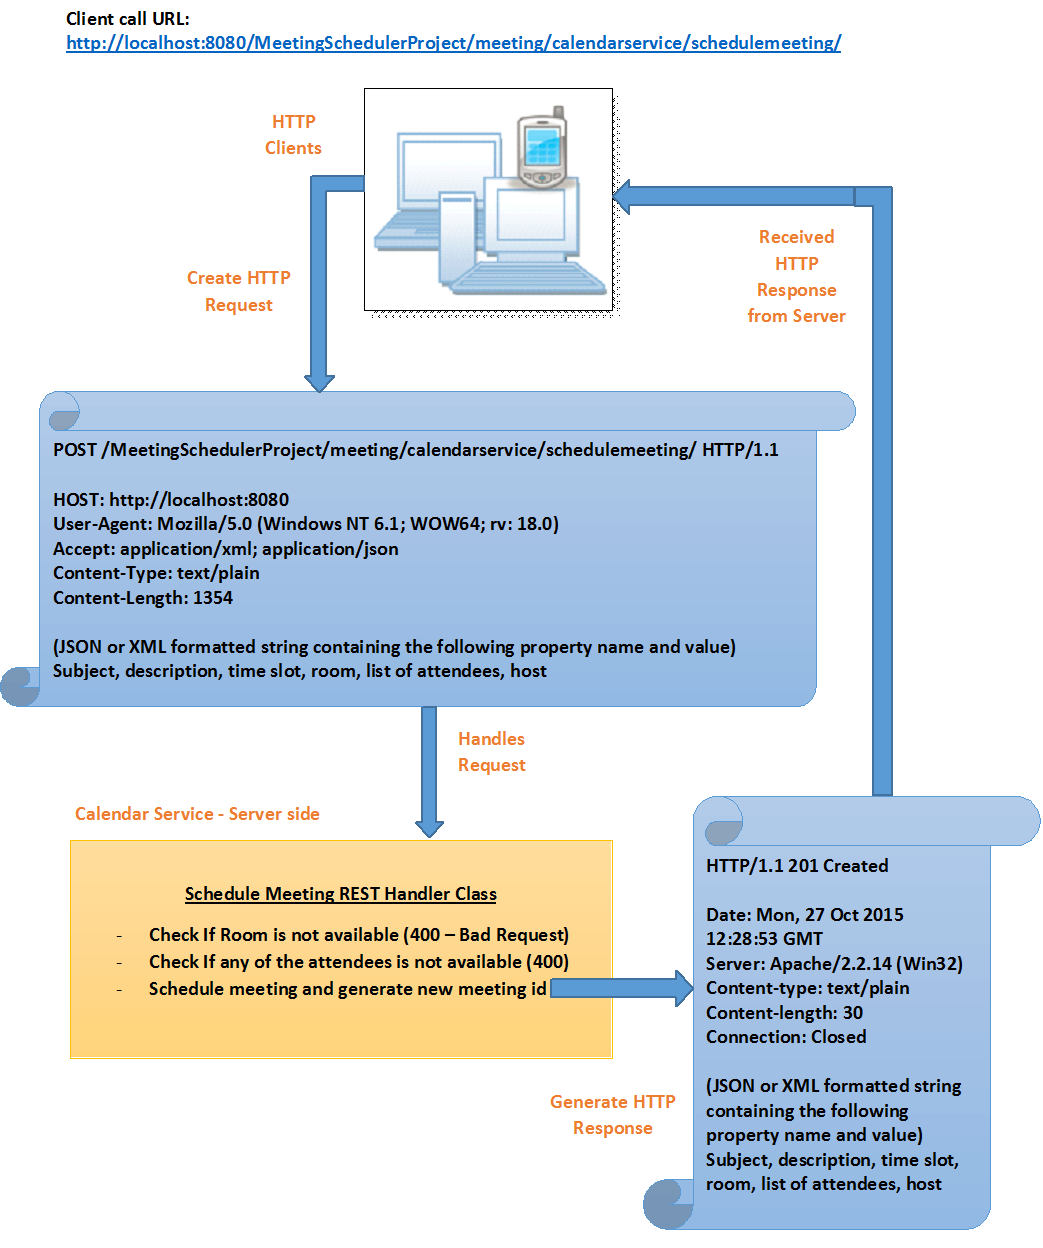 Client call URL:
http://localhost:8080/MeetingSchedulerProject/meeting/calendarservice/schedulemeeting/
HTTP
Clients
Create HTTP
Request
Received
HTTP
Response
from Server
POST /MeetingSchedulerProject/meeting/calendarservice/schedulemeeting/ HTTP/1.1
HOST: http://localhost:8080
User-Agent: Mozilla/5.0 (Windows NT 6.1; WOW64; rv: 18.0)
Accept: application/xml; application/json
Content-Type: text/plain
Content-Length: 1354
(JSON or XML formatted string containing the following property name and value)
Subject, description, time slot, room, list of attendees, host
Handles
Request
Calendar Service - Server side
Schedule Meeting REST Handler Class
- Check If Room is not available (400 – Bad Request)
- Check If any of the attendees is not available (400)
- Schedule meeting and generate new meeting id
Generate HTTP
Response
HTTP/1.1 201 Created
Date: Mon, 27 Oct 2015
12:28:53 GMT
Server: Apache/2.2.14 (Win32)
Content-type: text/plain
Content-length: 30
Connection: Closed
(JSON or XML formatted string
containing the following
property name and value)
Subject, description, time slot,
room, list of attendees, host